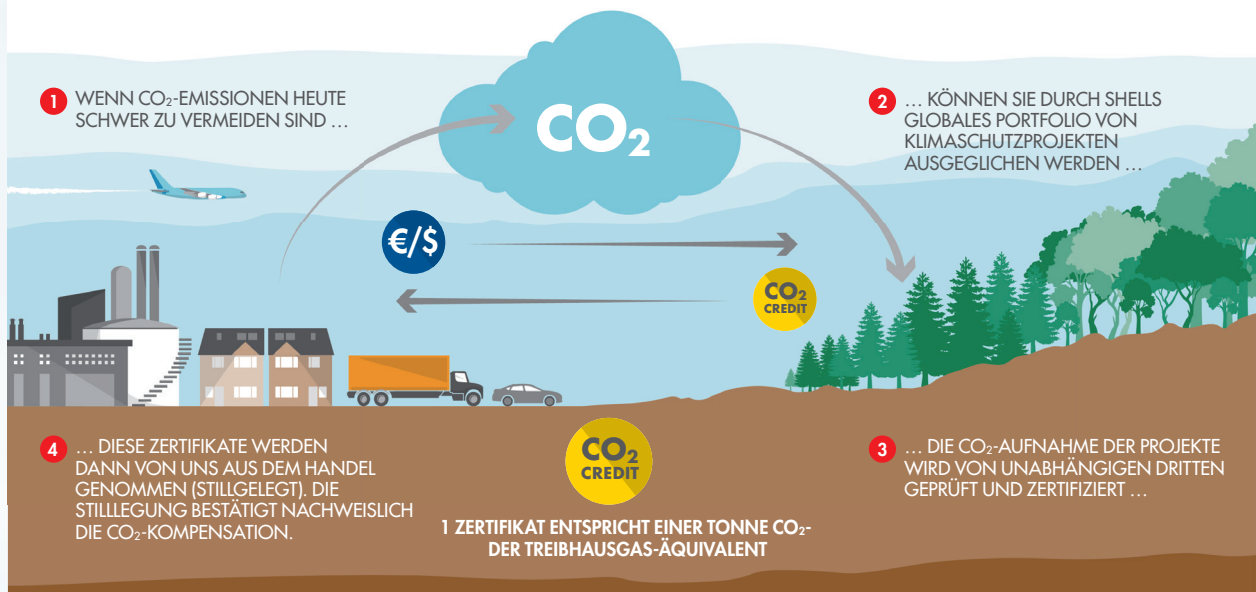 1 WENN CO₂-EMISSIONEN HEUTE
SCHWER ZU VERMEIDEN SIND …
CO₂
2 … KÖNNEN SIE DURCH SHELLS
GLOBALES PORTFOLIO VON
KLIMASCHUTZPROJEKTEN
AUSGEGLICHEN WERDEN …
€/$
CO₂
CREDIT
4 … DIESE ZERTIFIKATE WERDEN
DANN VON UNS AUS DEM HANDEL
GENOMMEN (STILLGELEGT). DIE
STILLLEGUNG BESTÄTIGT NACHWEISLICH
DIE CO₂-KOMPENSATION.
CO₂
CREDIT
1 ZERTIFIKAT ENTSPRICHT EINER TONNE CO₂-
DER TREIBHAUSGAS-ÄQUIVALENT
3 … DIE CO₂-AUFNAHME DER PROJEKTE
WIRD VON UNABHÄNGIGEN DRITTEN
GEPRÜFT UND ZERTIFIZIERT …